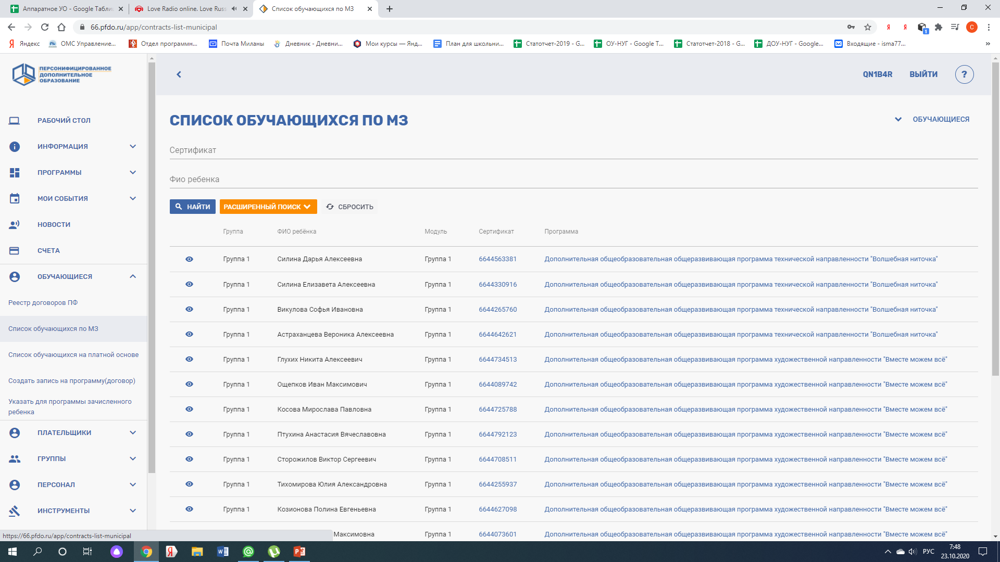 Аппаратное УО - Google Табли
Love Radio online. Love Russ
Список обучающихся по МЗ
66.pfdo.ru/app/contracts-list-municipal
Яндекс
ОМС Управление...
Отдел программн...
Почта Миланы
Дневник - Дневни...
Мои курсы — Янд...
План для школьни...
Статотчет-2019 - G...
ОУ-НУГ - Google Т...
Статотчет-2018 - G...
ДОУ-НУГ - Google...
Входящие - isma77...
ПЕРСОНИФИЦИРОВАННОЕ
ДОПОЛНИТЕЛЬНОЕ
ОБРАЗОВАНИЕ
РАБОЧИЙ СТОЛ
ИНФОРМАЦИЯ
ПРОГРАММЫ
МОИ СОБЫТИЯ
НОВОСТИ
СЧЕТА
ОБУЧАЮЩИЕСЯ
Реестр договоров ПФ
Список обучающихся по МЗ
Список обучающихся на платной основе
Создать запись на программу(договор)
Указать для программы зачисленного
ребенка
ПЛАТЕЛЬЩИКИ
ГРУППЫ
ПЕРСОНАЛ
ИНСТРУМЕНТЫ
QN1B4R ВЫЙТИ ?
СПИСОК ОБУЧАЮЩИХСЯ ПО МЗ
ОБУЧАЮЩИЕСЯ
Сертификат
Фио ребенка
НАЙТИ РАСШИРЕННЫЙ ПОИСК СБРОСИТЬ
Группа ФИО ребёнка Модуль Сертификат Программа
Группа 1 Силина Дарья Алексеевна Группа 1 6644563381 Дополнительная общеобразовательная общеразвивающая программа технической направленности "Волшебная ниточка"
Группа 1 Силина Елизавета Алексеевна Группа 1 6644330916 Дополнительная общеобразовательная общеразвивающая программа технической направленности "Волшебная ниточка"
Группа 1 Викулова Софья Ивановна Группа 1 6644265760 Дополнительная общеобразовательная общеразвивающая программа технической направленности "Волшебная ниточка"
Группа 1 Астраханцева Вероника Алексеевна Группа 1 6644642621 Дополнительная общеобразовательная общеразвивающая программа технической направленности "Волшебная ниточка"
Группа 1 Глухих Никита Алексеевич Группа 1 6644734513 Дополнительная общеобразовательная общеразвивающая программа художественной направленности "Вместе можем всё"
Группа 1 Ощепков Иван Максимович Группа 1 6644089742 Дополнительная общеобразовательная общеразвивающая программа художественной направленности "Вместе можем всё"
Группа 1 Косова Мирослава Павловна Группа 1 6644725788 Дополнительная общеобразовательная общеразвивающая программа художественной направленности "Вместе можем всё"
Группа 1 Птухина Анастасия Вячеславовна Группа 1 6644792123 Дополнительная общеобразовательная общеразвивающая программа художественной направленности "Вместе можем всё"
Группа 1 Сторожилов Виктор Сергеевич Группа 1 6644708511 Дополнительная общеобразовательная общеразвивающая программа художественной направленности "Вместе можем всё"
Группа 1 Тихомирова Юлия Александровна Группа 1 6644255937 Дополнительная общеобразовательная общеразвивающая программа художественной направленности "Вместе можем всё"
Группа 1 Козионова Полина Евгеньевна Группа 1 6644627098 Дополнительная общеобразовательная общеразвивающая программа художественной направленности "Вместе можем всё"
Максимовна Группа 1 6644073601 Дополнительная общеобразовательная общеразвивающая программа художественной направленности "Вместе можем всё"
https://66.pfdo.ru/app/contracts-list-municipal
РУС
7:48
23.10.2020